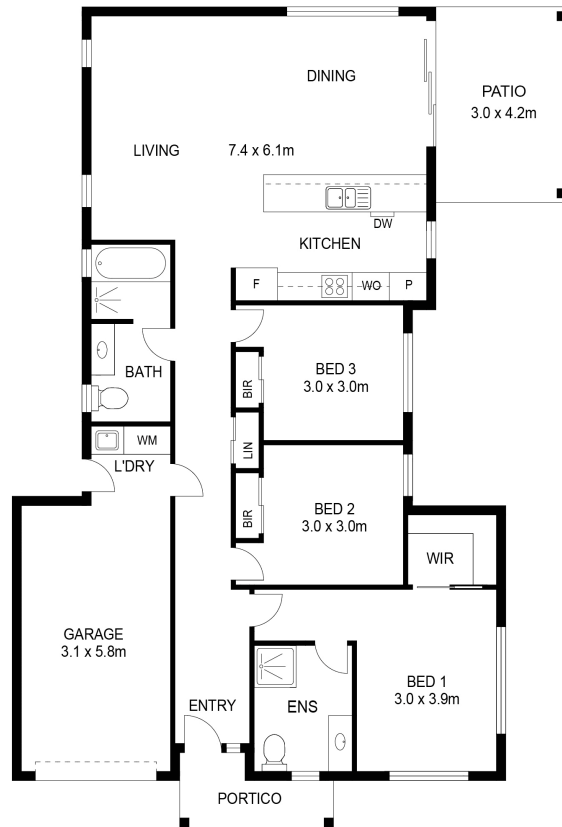 DINING
PATIO
3.0 x 4.2m
LIVING
7.4 x 6.1m
DW
KITCHEN
F
WO
P
BED 3
3.0 x 3.0m
BATH
BIR
WM
L'DRY
LIN
BIR
BED 2
3.0 x 3.0m
WIR
GARAGE
3.1 x 5.8m
BED 1
3.0 x 3.9m
ENTRY
ENS
PORTICO